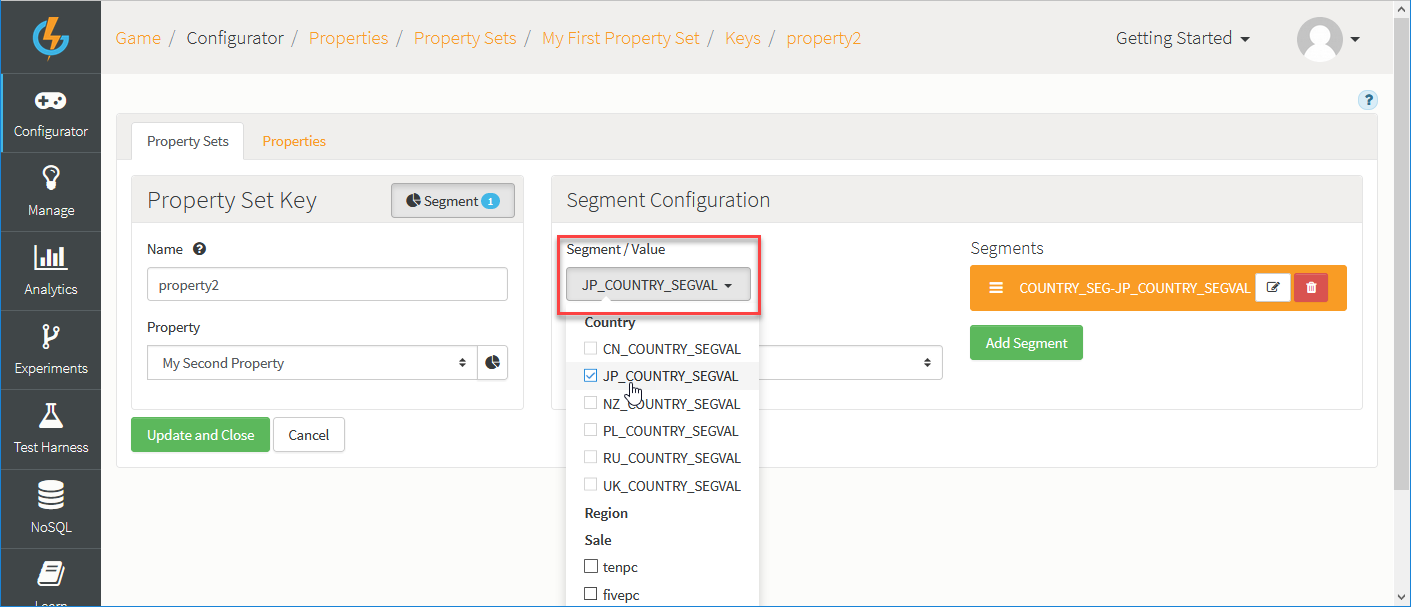 Game / Configurator / Properties / Property Sets / My First Property Set / Keys / property2
Getting Started
Configurator
Manage
Analytics
Experiments
Test Harness
NoSQL
?
Property Sets
Properties
Property Set Key
Segment 1
Name ?
property2
Property
My Second Property
Update and Close
Cancel
Segment Configuration
Segment / Value
JP_COUNTRY_SEGVAL
Country
CN_COUNTRY_SEGVAL
JP_COUNTRY_SEGVAL
NZ_COUNTRY_SEGVAL
PL_COUNTRY_SEGVAL
RU_COUNTRY_SEGVAL
UK_COUNTRY_SEGVAL
Region
Sale
tenpc
fivepc
Segments
COUNTRY_SEG-JP_COUNTRY_SEGVAL
Add Segment